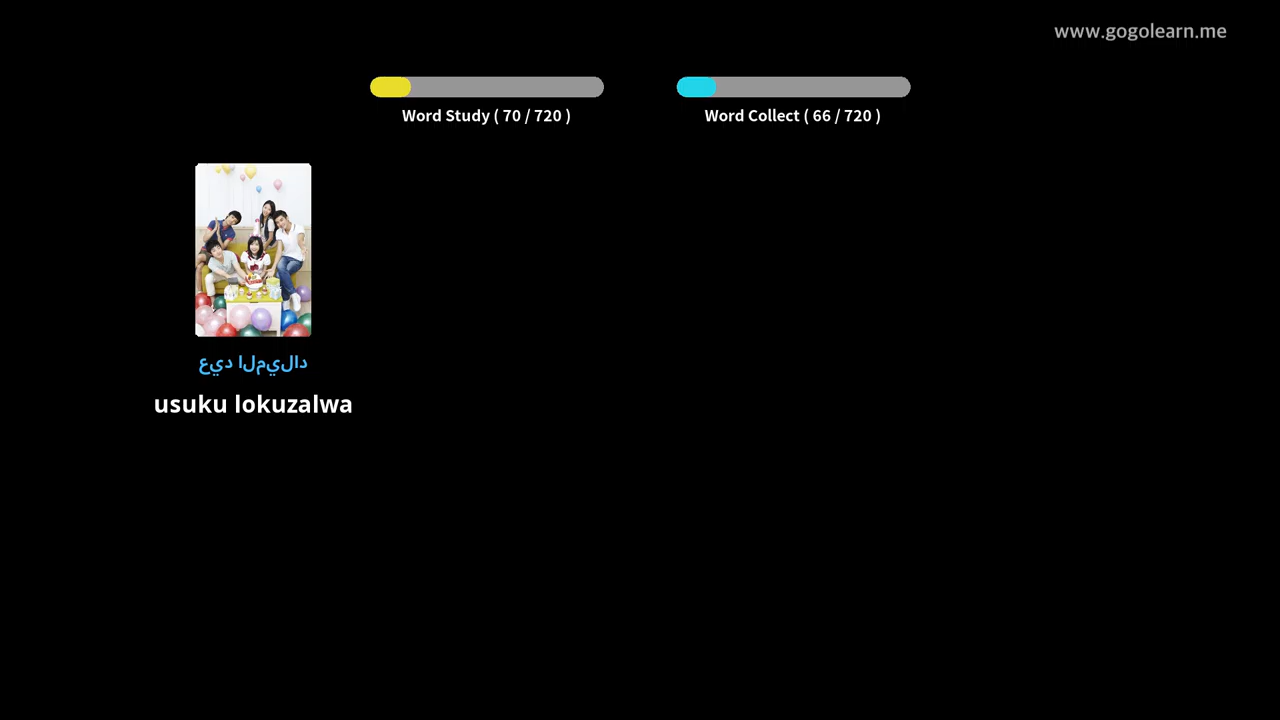 www.gogolearn.me
Word Study ( 70 / 720 )
Word Collect ( 66 / 720 )
عيد الميلاد
usuku lokuzalwa